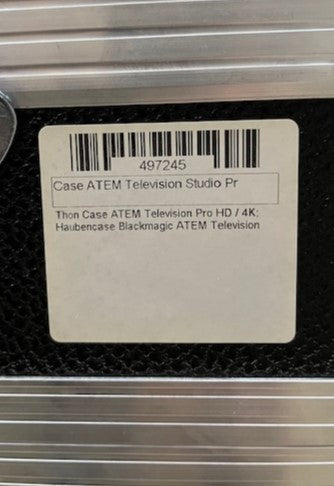 497245
Case ATEM Television Studio Pr
Thon Case ATEM Television Pro HD / 4K;
Haubencase Blackmagic ATEM Television